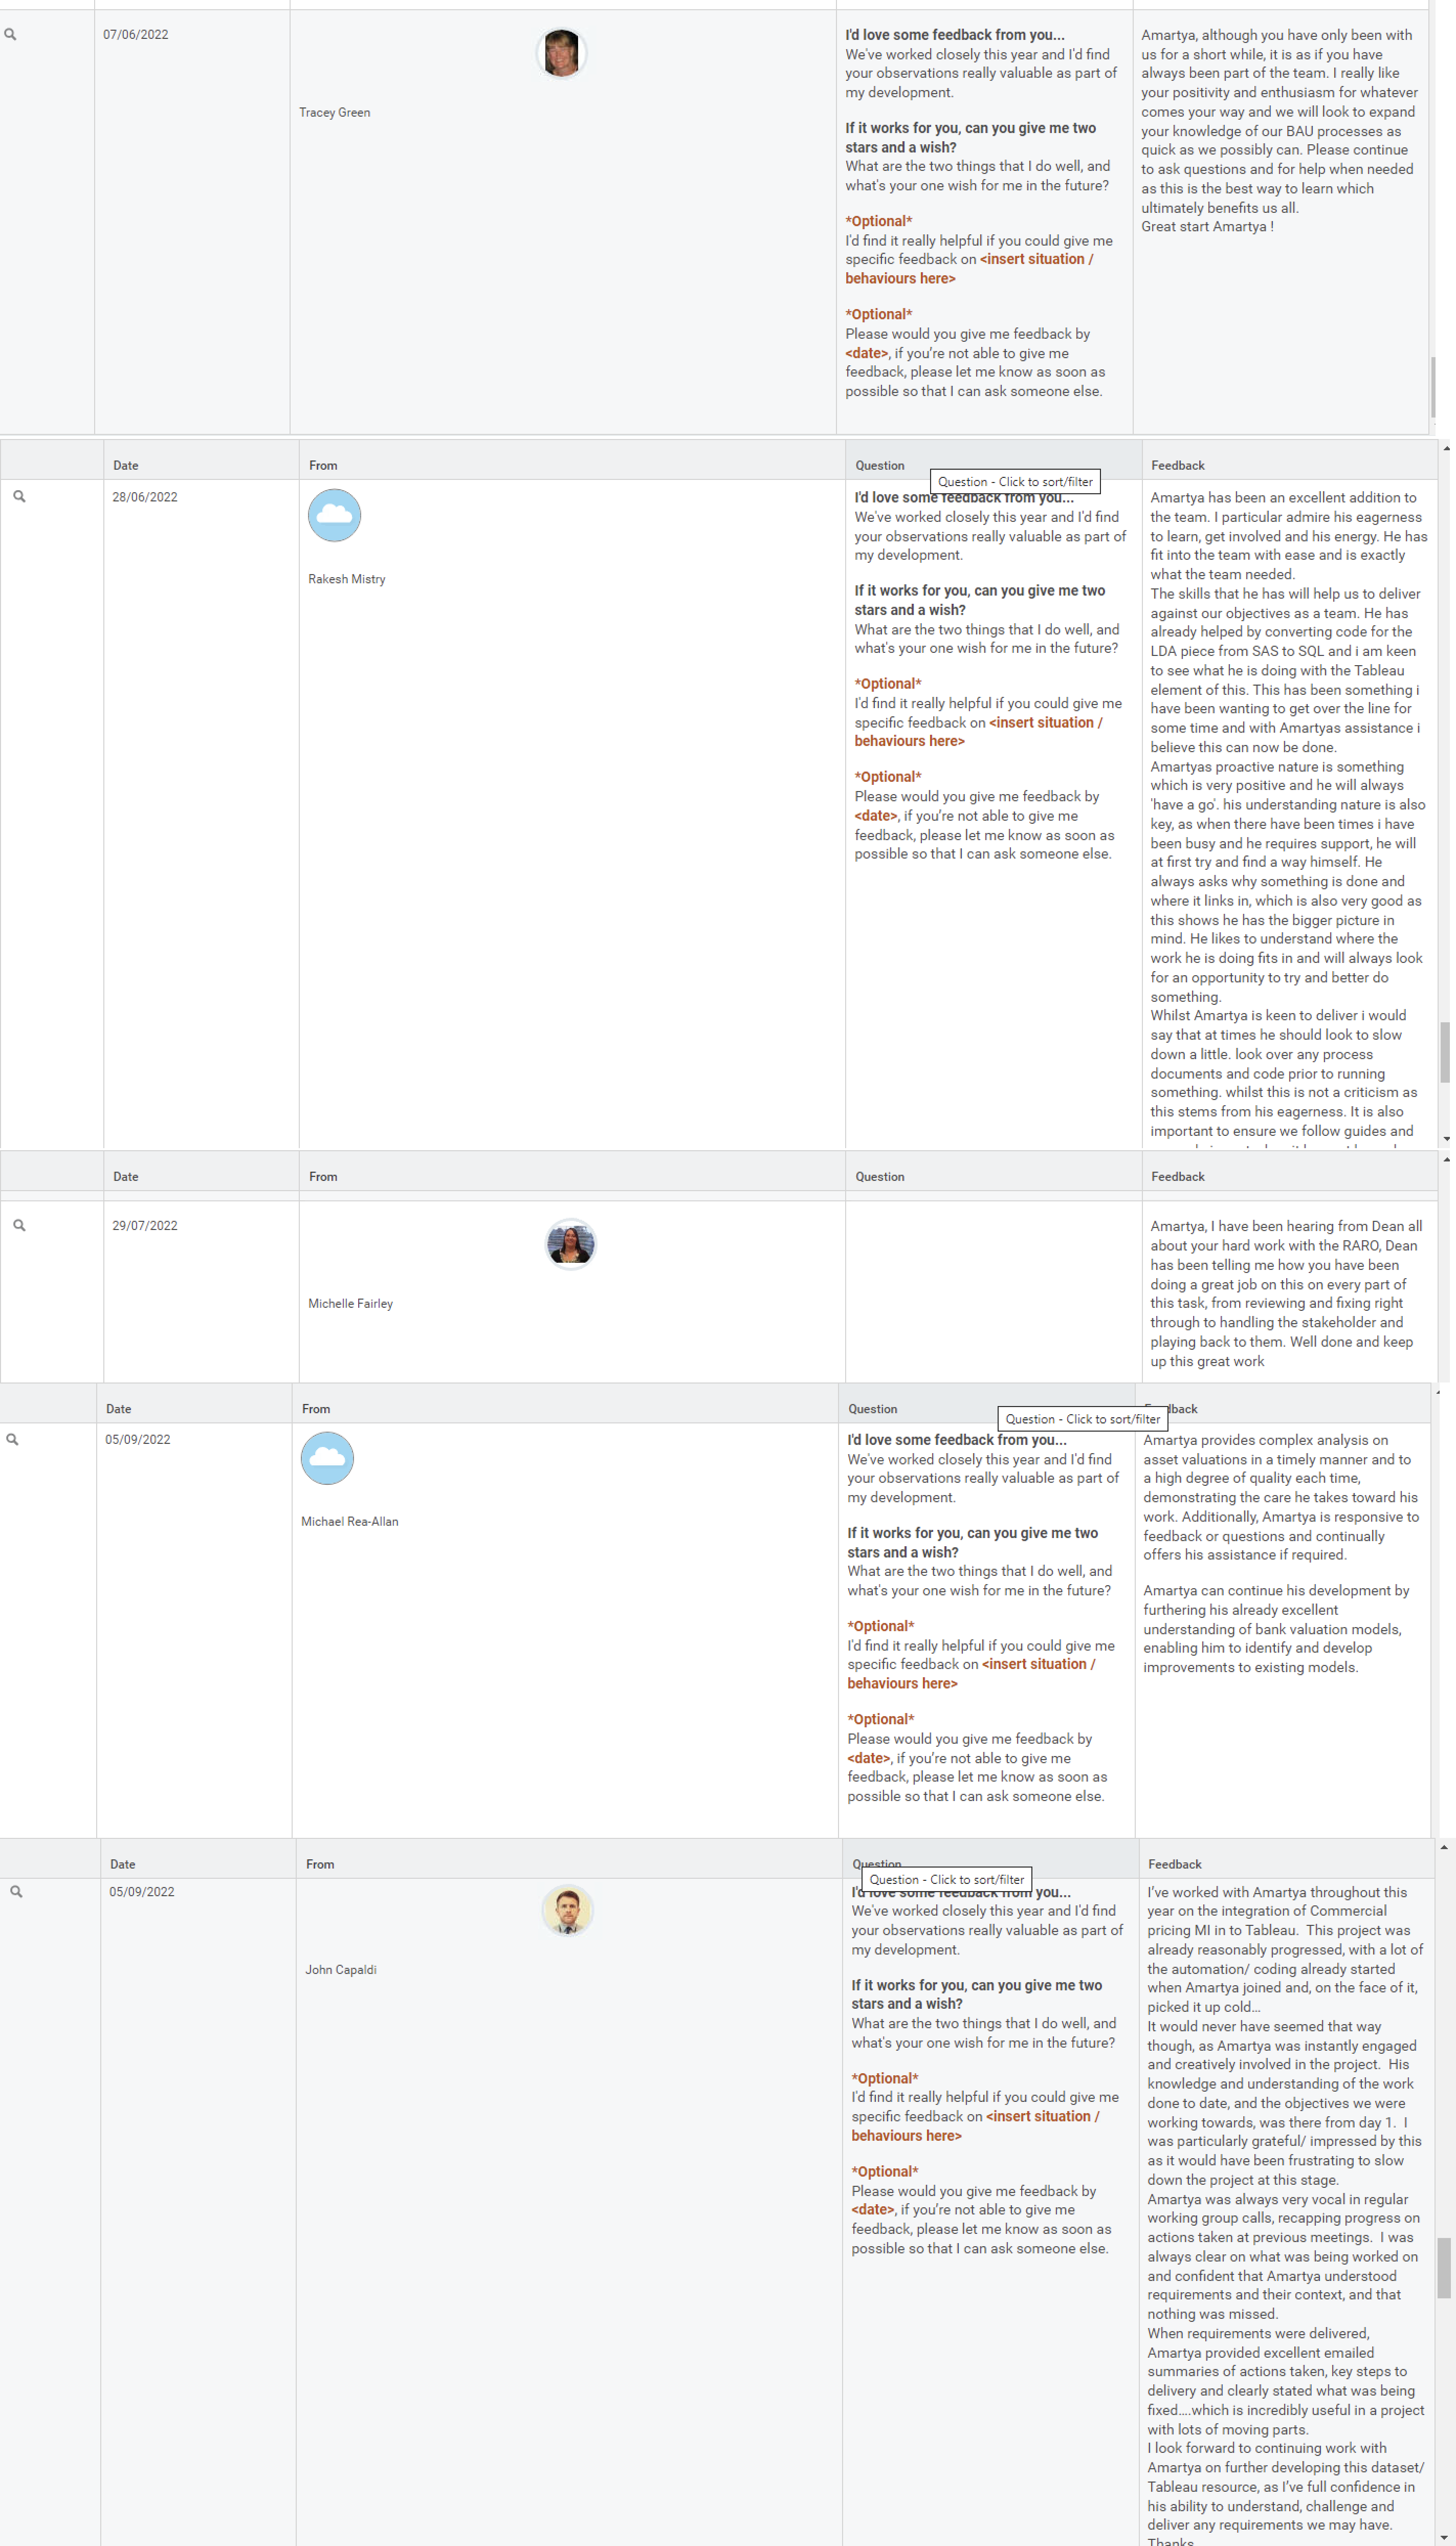 07/06/2022
Tracey Green
I'd love some feedback from you...
We've worked closely this year and I'd find
your observations really valuable as part of
my development.
If it works for you, can you give me two
stars and a wish?
What are the two things that I do well, and
what's your one wish for me in the future?
*Optional*
I'd find it really helpful if you could give me
specific feedback on <insert situation /
behaviours here>
*Optional*
Please would you give me feedback by
<date>, if you're not able to give me
feedback, please let me know as soon as
possible so that I can ask someone else.
Amartya, although you have only been with
us for a short while, it is as if you have
always been part of the team. I really like
your positivity and enthusiasm for whatever
comes your way and we will look to expand
your knowledge of our BAU processes as
quick as we possibly can. Please continue
to ask questions and for help when needed
as this is the best way to learn which
ultimately benefits us all.
Great start Amartya !
Date
From
Question
Feedback
Question - Click to sort/filter
28/06/2022
Rakesh Mistry
I'd love some feedback from you...
We've worked closely this year and I'd find
your observations really valuable as part of
my development.
If it works for you, can you give me two
stars and a wish?
What are the two things that I do well, and
what's your one wish for me in the future?
*Optional*
I'd find it really helpful if you could give me
specific feedback on <insert situation /
behaviours here>
*Optional*
Please would you give me feedback by
<date>, if you're not able to give me
feedback, please let me know as soon as
possible so that I can ask someone else.
Amartya has been an excellent addition to
the team. I particular admire his eagerness
to learn, get involved and his energy. He has
fit into the team with ease and is exactly
what the team needed.
The skills that he has will help us to deliver
against our objectives as a team. He has
already helped by converting code for the
LDA piece from SAS to SQL and i am keen
to see what he is doing with the Tableau
element of this. This has been something i
have been wanting to get over the line for
some time and with Amartyas assistance i
believe this can now be done.
Amartyas proactive nature is something
which is very positive and he will always
'have a go'. his understanding nature is also
key, as when there have been times i have
been busy and he requires support, he will
at first try and find a way himself. He
always asks why something is done and
where it links in, which is also very good as
this shows he has the bigger picture in
mind. He likes to understand where the
work he is doing fits in and will always look
for an opportunity to try and better do
something.
Whilst Amartya is keen to deliver i would
say that at times he should look to slow
down a little. look over any process
documents and code prior to running
something. whilst this is not a criticism as
this stems from his eagerness. It is also
important to ensure we follow guides and
Date
From
Question
Feedback
29/07/2022
Michelle Fairley
Amartya, I have been hearing from Dean all
about your hard work with the RARO, Dean
has been telling me how you have been
doing a great job on this on every part of
this task, from reviewing and fixing right
through to handling the stakeholder and
playing back to them. Well done and keep
up this great work
Date
From
Question
Question - Click to sort/filter
05/09/2022
Michael Rea-Allan
I'd love some feedback from you...
We've worked closely this year and I'd find
your observations really valuable as part of
my development.
If it works for you, can you give me two
stars and a wish?
What are the two things that I do well, and
what's your one wish for me in the future?
*Optional*
I'd find it really helpful if you could give me
specific feedback on <insert situation /
behaviours here>
*Optional*
Please would you give me feedback by
<date>, if you're not able to give me
feedback, please let me know as soon as
possible so that I can ask someone else.
Amartya provides complex analysis on
asset valuations in a timely manner and to
a high degree of quality each time,
demonstrating the care he takes toward his
work. Additionally, Amartya is responsive to
feedback or questions and continually
offers his assistance if required.
Amartya can continue his development by
furthering his already excellent
understanding of bank valuation models,
enabling him to identify and develop
improvements to existing models.
Date
From
Question
Feedback
Question - Click to sort/filter
05/09/2022
John Capaldi
I'd love some feedback from you...
We've worked closely this year and I'd find
your observations really valuable as part of
my development.
If it works for you, can you give me two
stars and a wish?
What are the two things that I do well, and
what's your one wish for me in the future?
*Optional*
I'd find it really helpful if you could give me
specific feedback on <insert situation /
behaviours here>
*Optional*
Please would you give me feedback by
<date>, if you're not able to give me
feedback, please let me know as soon as
possible so that I can ask someone else.
I've worked with Amartya throughout this
year on the integration of Commercial
pricing MI in to Tableau. This project was
already reasonably progressed, with a lot of
the automation/ coding already started
when Amartya joined and, on the face of it,
picked it up cold...
It would never have seemed that way
though, as Amartya was instantly engaged
and creatively involved in the project. His
knowledge and understanding of the work
done to date, and the objectives we were
working towards, was there from day 1. I
was particularly grateful/ impressed by this
as it would have been frustrating to slow
down the project at this stage.
Amartya was always very vocal in regular
working group calls, recapping progress on
actions taken at previous meetings. I was
always clear on what was being worked on
and confident that Amartya understood
requirements and their context, and that
nothing was missed.
When requirements were delivered,
Amartya provided excellent emailed
summaries of actions taken, key steps to
delivery and clearly stated what was being
fixed....which is incredibly useful in a project
with lots of moving parts.
I look forward to continuing work with
Amartya on further developing this dataset/
Tableau resource, as I've full confidence in
his ability to understand, challenge and
deliver any requirements we may have.
Thanks